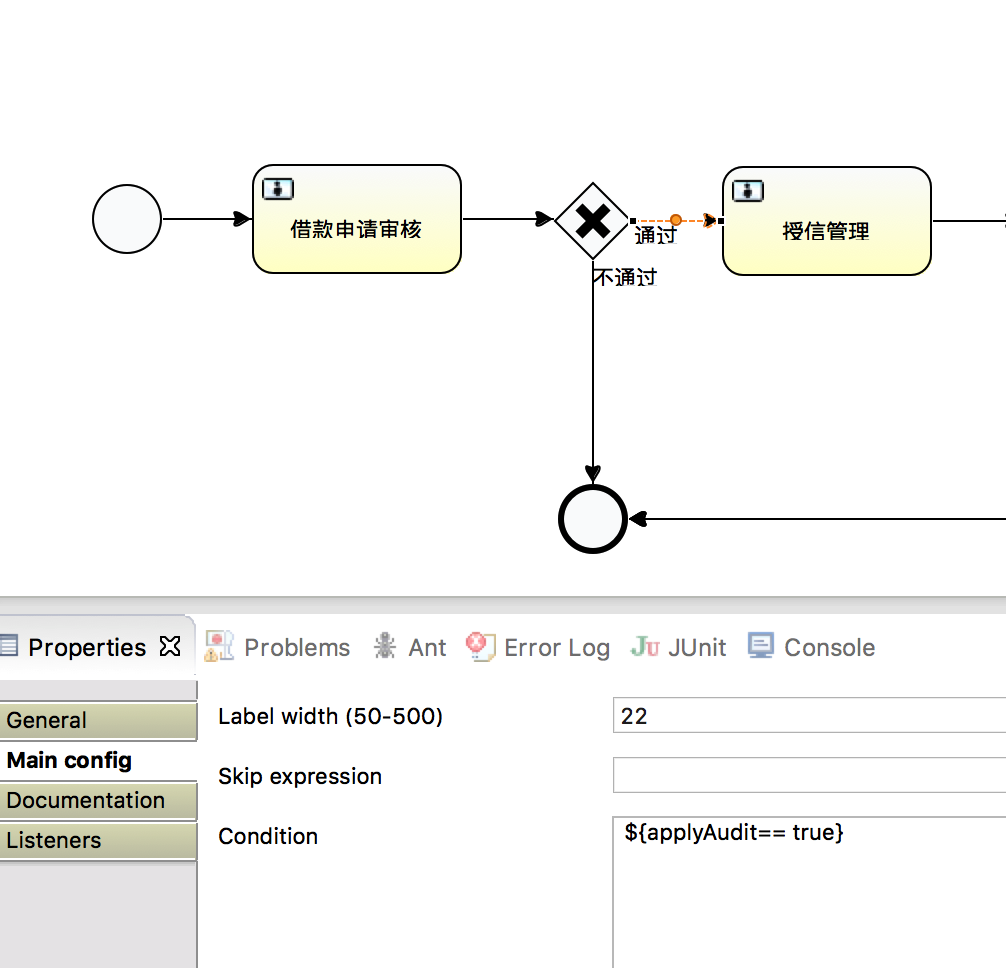 借款申请审核
通过
授信管理
不通过
Properties
Problems
Ant
Error Log
JUnit
Console
General
Main config
Documentation
Listeners
Label width (50-500)
22
Skip expression
Condition
${applyAudit== true}